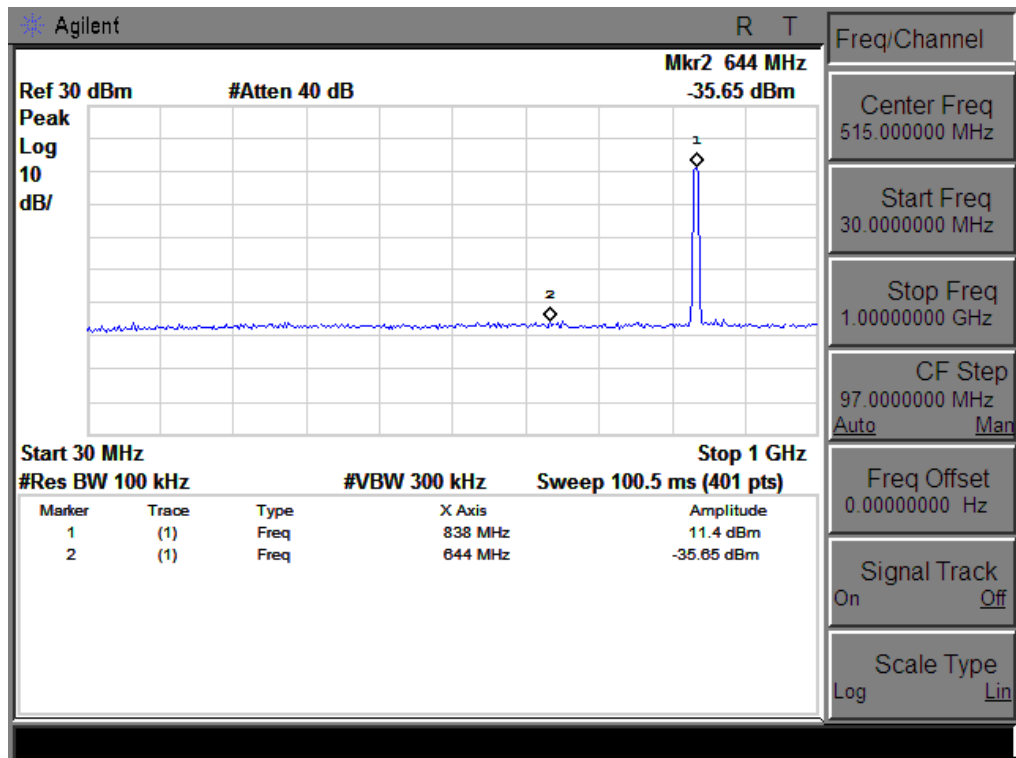 Agilent R T
Mkr2 644 MHz
Ref 30 dBm #Atten 40 dB -35.65 dBm
Peak
Log
10
dB/
1
2
Start 30 MHz Stop 1 GHz
#Res BW 100 kHz #VBW 300 kHz Sweep 100.5 ms (401 pts)
Marker Trace Type X Axis Amplitude
1 (1) Freq 838 MHz 11.4 dBm
2 (1) Freq 644 MHz -35.65 dBm
Freq/Channel
Center Freq
515.000000 MHz
Start Freq
30.0000000 MHz
Stop Freq
1.00000000 GHz
CF Step
97.0000000 MHz
Auto Man
Freq Offset
0.00000000 Hz
Signal Track
On Off
Scale Type
Log Lin